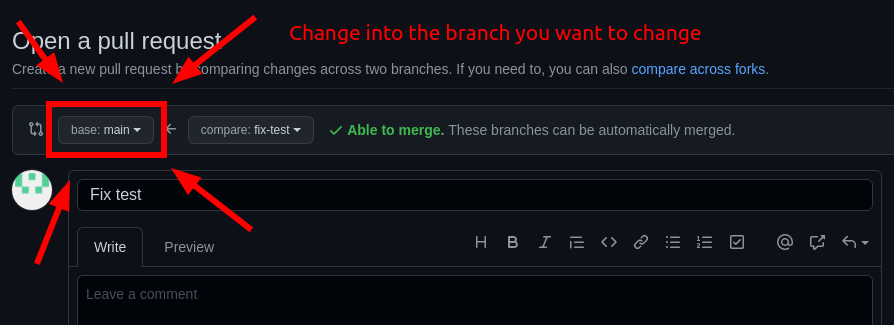 Change into the branch you want to change
Open a pull request
Create a new pull request by comparing changes across two branches. If you need to, you can also compare across forks.
base: main
compare: fix-test
Able to merge. These branches can be automatically merged.
Fix test
Write
Preview
Leave a comment